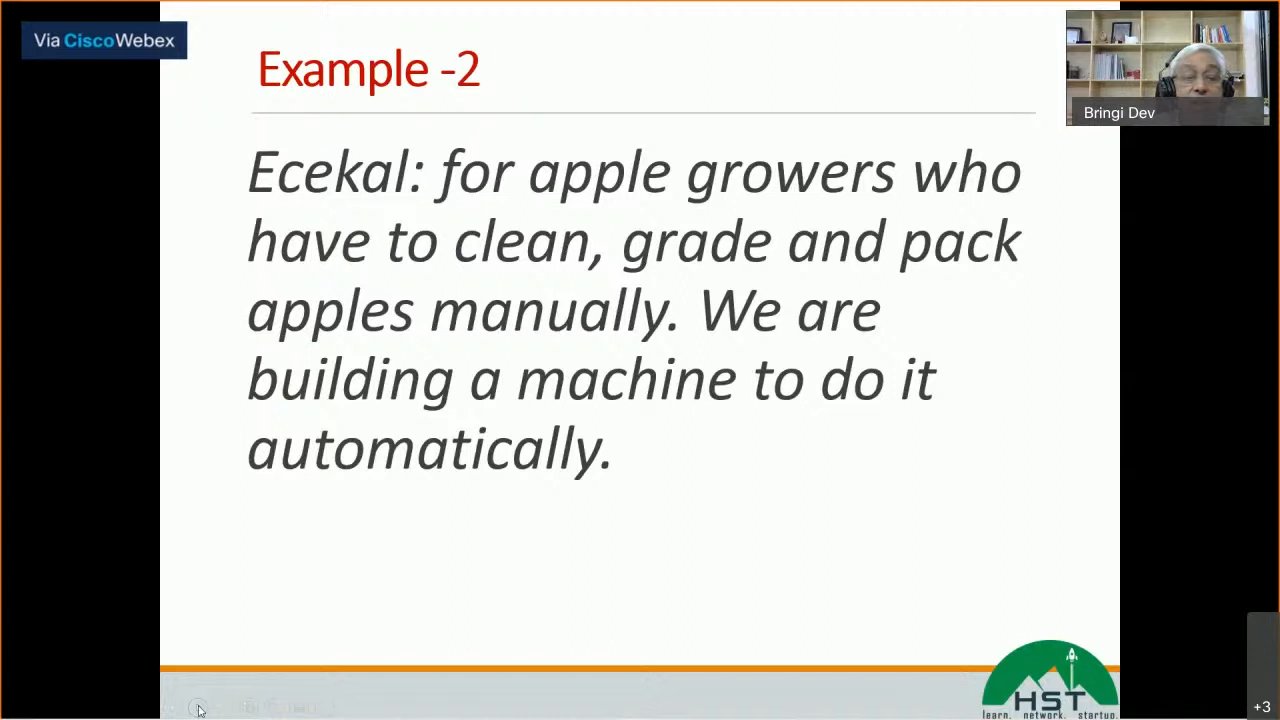 Via CiscoWebex
Example -2
Bringi Dev
Ecekal: for apple growers who
have to clean, grade and pack
apples manually. We are
building a machine to do it
automatically.
HST
learn. network. startup.
+3